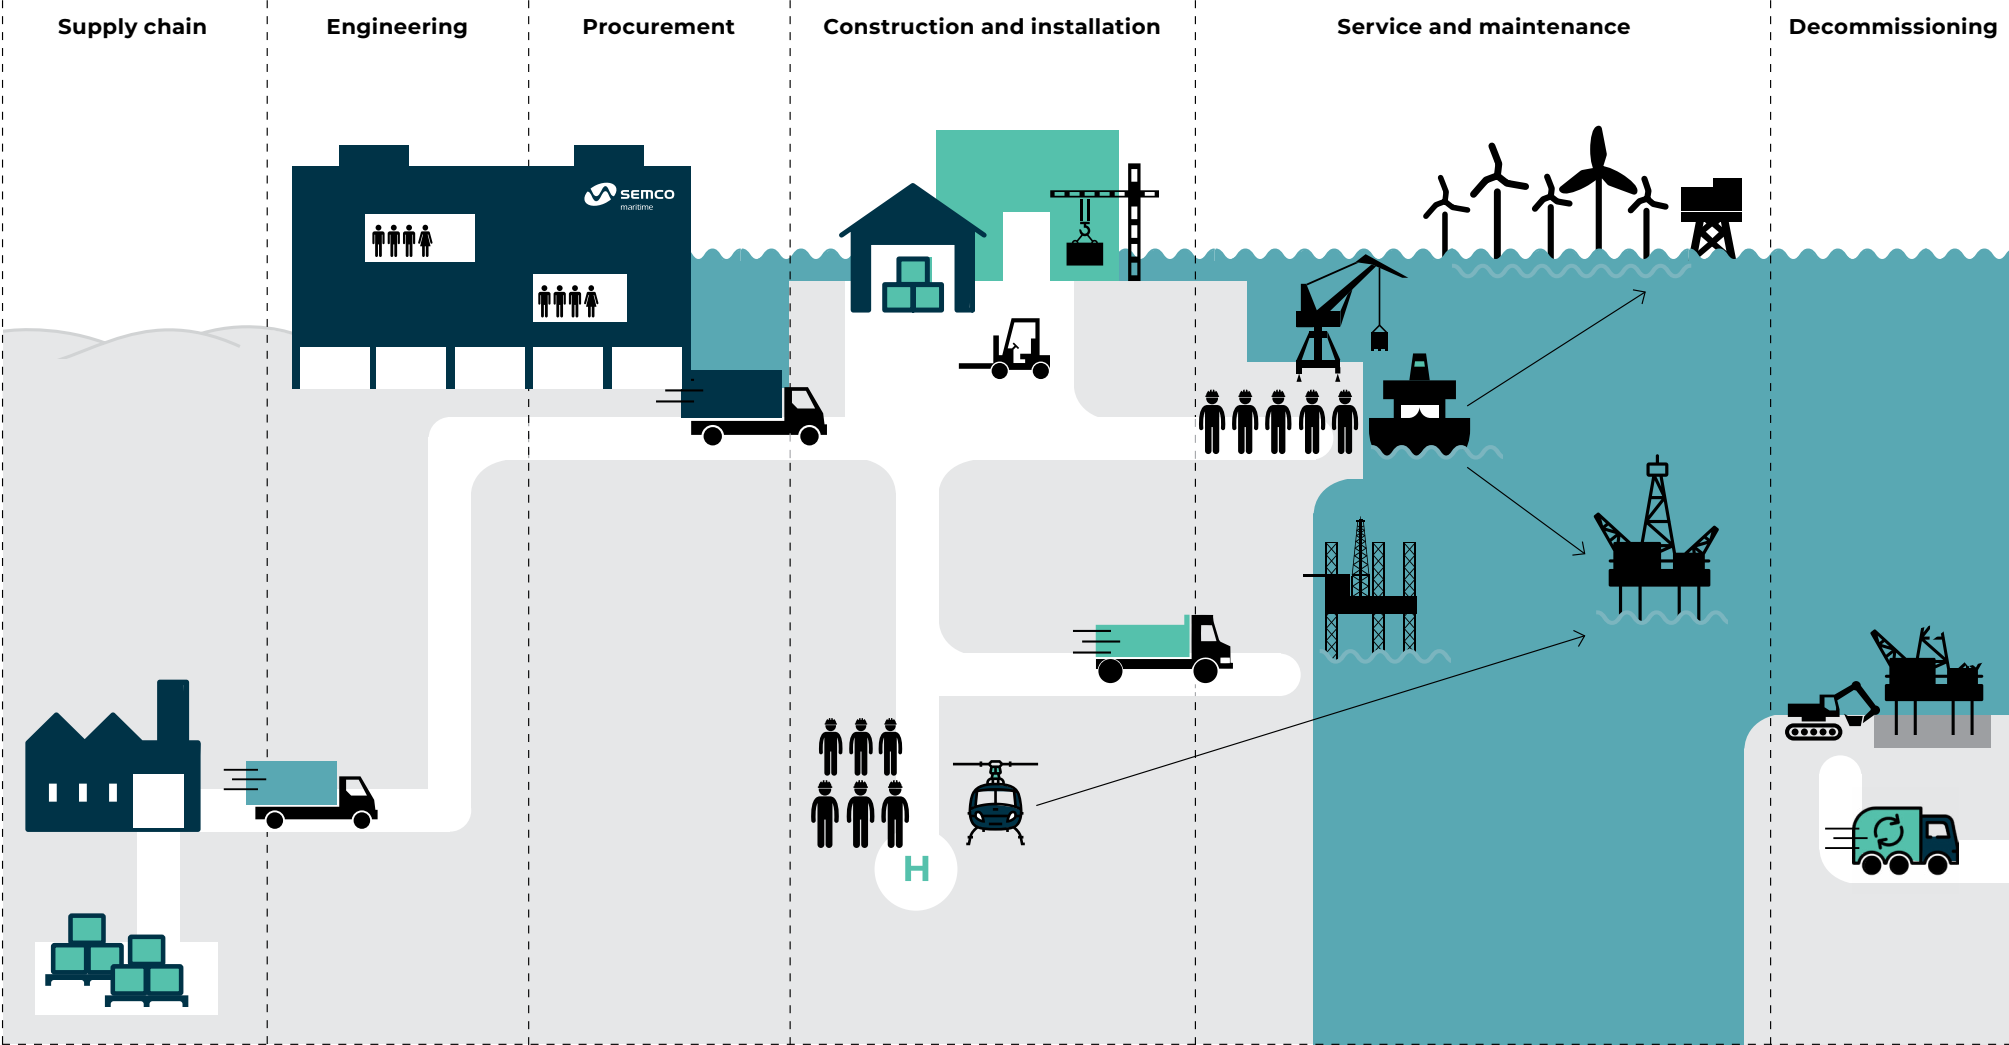 Supply chain
Engineering
Procurement
Construction and installation
Service and maintenance
Decommissioning
SEMCO
maritime
H